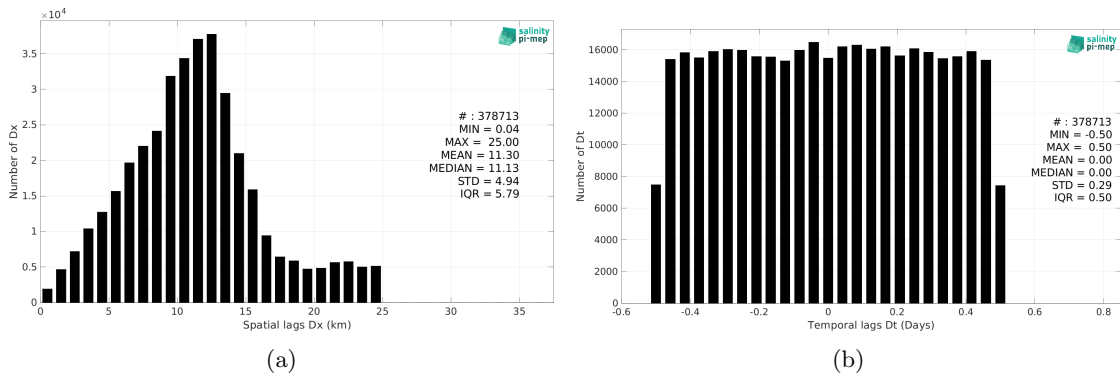 ×10⁴
3.5
3
2.5
2
1.5
1
0.5
0
0 5 10 15 20 25 30 35
Number of Dx
Spatial lags Dx (km)
salinity
pi-mep
# : 378713
MIN = 0.04
MAX = 25.00
MEAN = 11.30
MEDIAN = 11.13
STD = 4.94
IQR = 5.79
(a)
16000
14000
12000
10000
8000
6000
4000
2000
0
-0.6 -0.4 -0.2 0 0.2 0.4 0.6 0.8
Number of Dt
Temporal lags Dt (Days)
salinity
pi-mep
# : 378713
MIN = -0.50
MAX = 0.50
MEAN = 0.00
MEDIAN = 0.00
STD = 0.29
IQR = 0.50
(b)